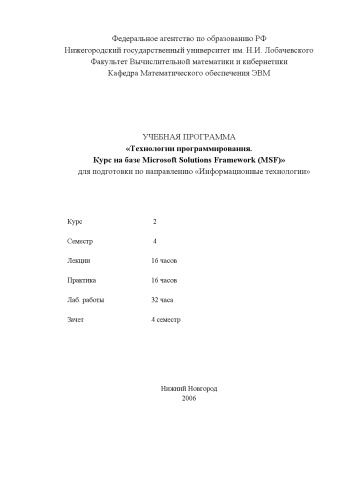 Федеральное агентство по образованию РФ
Нижегородский государственный университет им. Н.И. Лобачевского
Факультет Вычислительной математики и кибернетики
Кафедра Математического обеспечения ЭВМ
УЧЕБНАЯ ПРОГРАММА
«Технологии программирования.
Курс на базе Microsoft Solutions Framework (MSF)»
для подготовки по направлению «Информационные технологии»
Курс 2
Семестр 4
Лекции 16 часов
Практика 16 часов
Лаб. работы 32 часа
Зачет 4 семестр
Нижний Новгород
2006